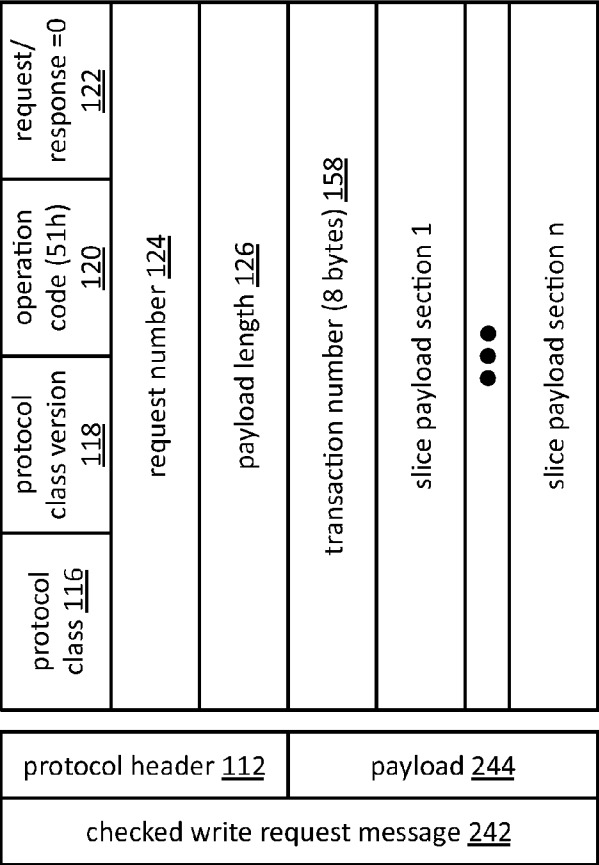 protocol
class 116
protocol
class version
118
operation
code (51h)
120
request/
response =0
122
request number 124
payload length 126
transaction number (8 bytes) 158
slice payload section 1
•••
slice payload section n
protocol header 112
payload 244
checked write request message 242